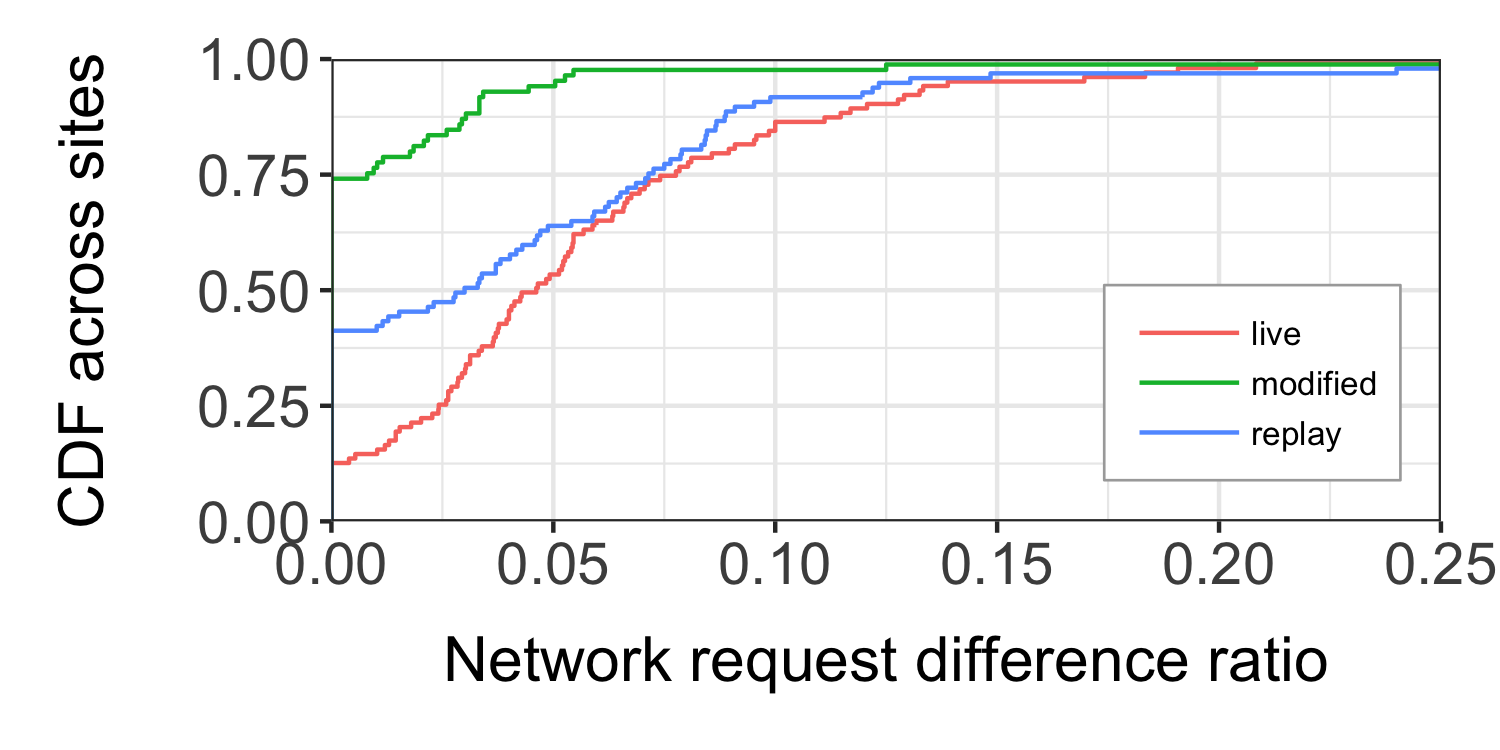 CDF across sites
1.00
0.75
0.50
0.25
0.00
0.00 0.05 0.10 0.15 0.20 0.25
Network request difference ratio
live
modified
replay